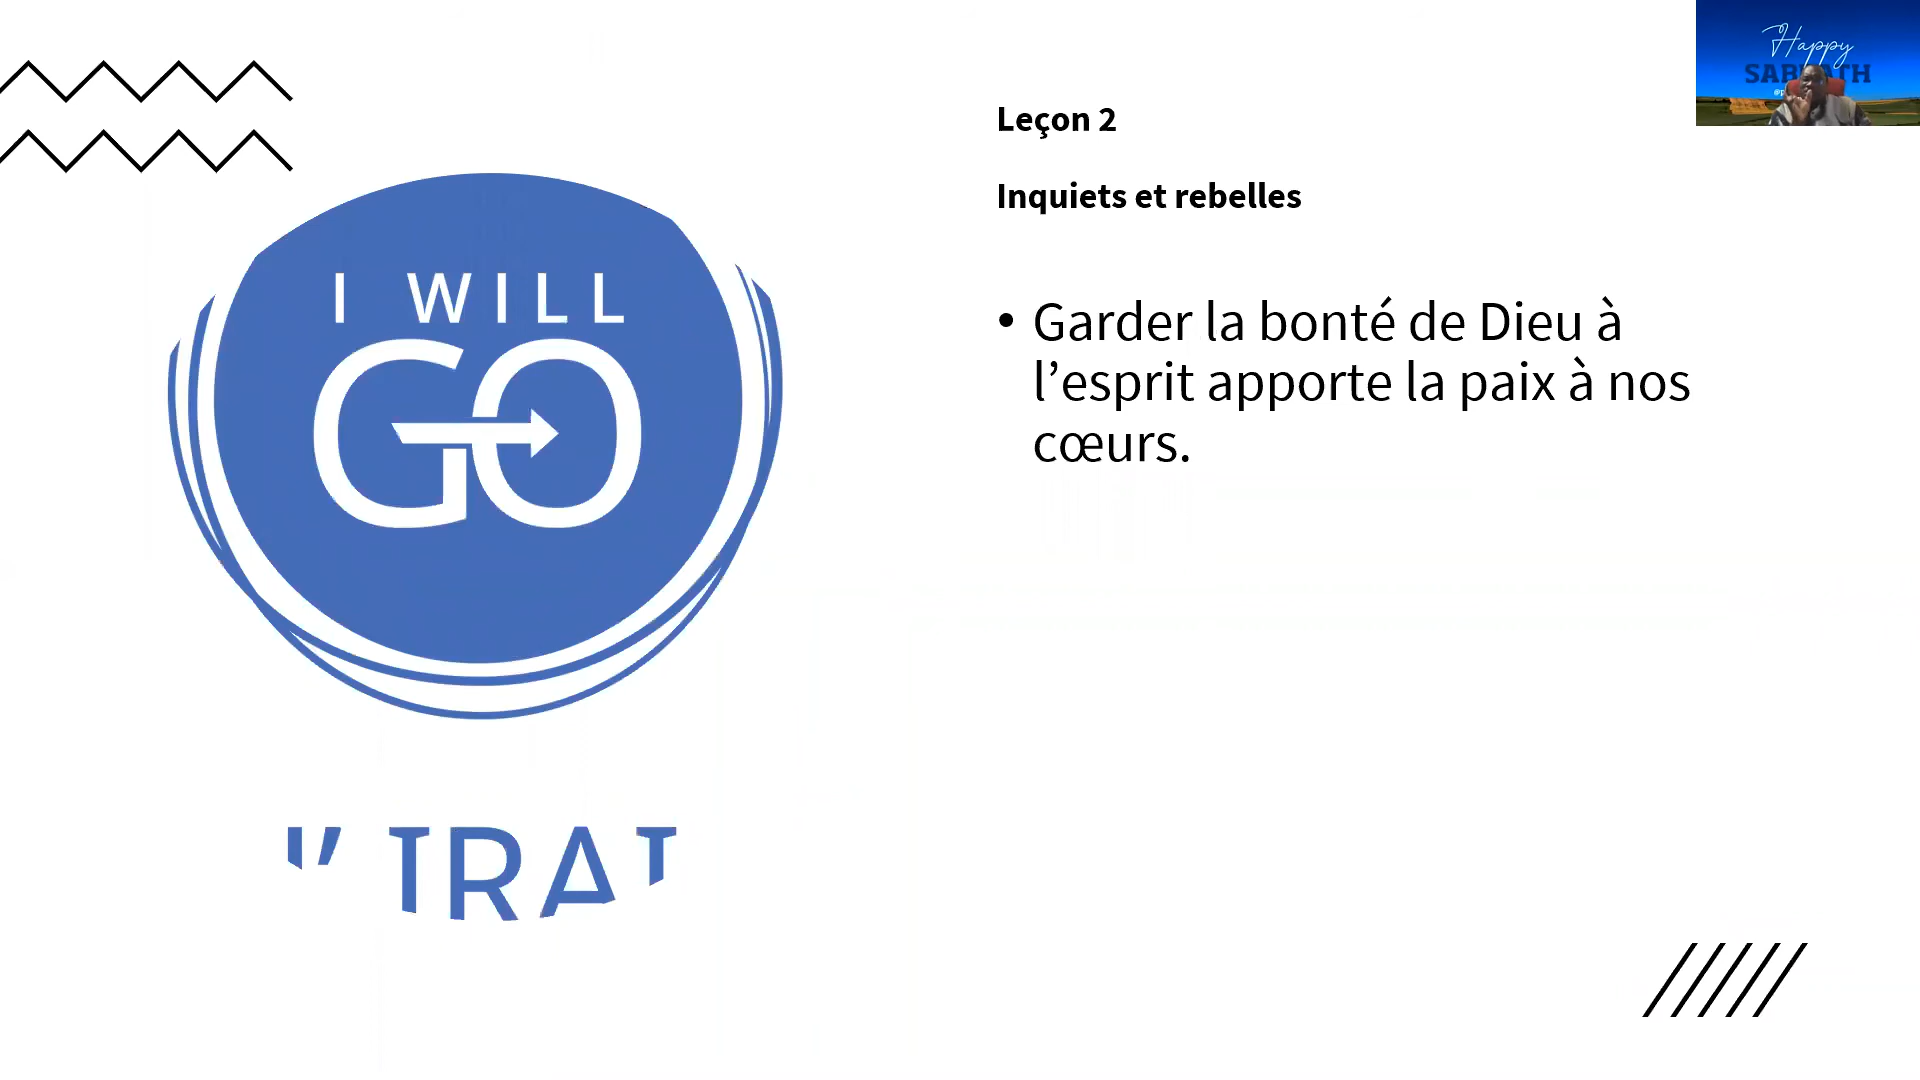 Happy
Leçon 2
Inquiets et rebelles
• Garder la bonté de Dieu à
l’esprit apporte la paix à nos
cœurs.
I WILL
GO